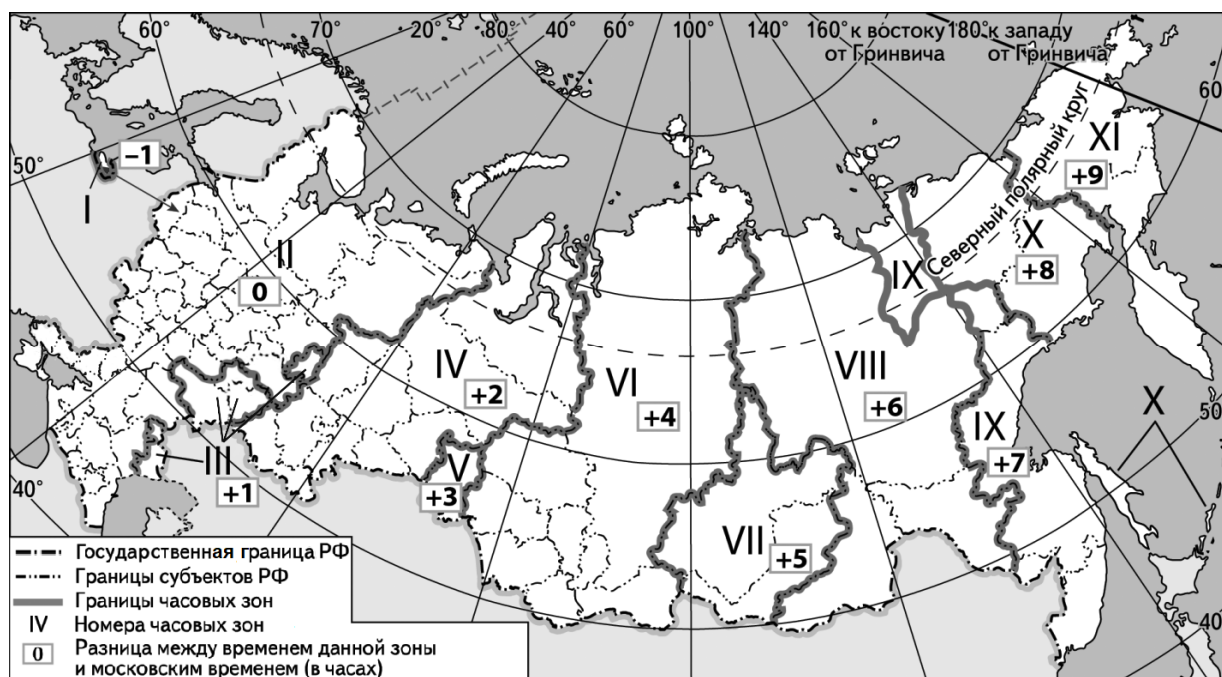 60° 70° 80° 60° 20° 40° 60° 80° 100 120 140° 160° к востоку 180° к западу
от Гринвича от Гринвича
60°
50°
-1
I
II
0
Северный полярный круг
XI
+9
X
+8
IX
IV
+2
VI
+4
VIII
+6
X
50
III
+1
V
+3
IX
+7
40°
VII
+5
40°
Государственная граница РФ
Границы субъектов РФ
Границы часовых зон
IV Номера часовых зон
0 Разница между временем данной зоны
и московским временем (в часах)